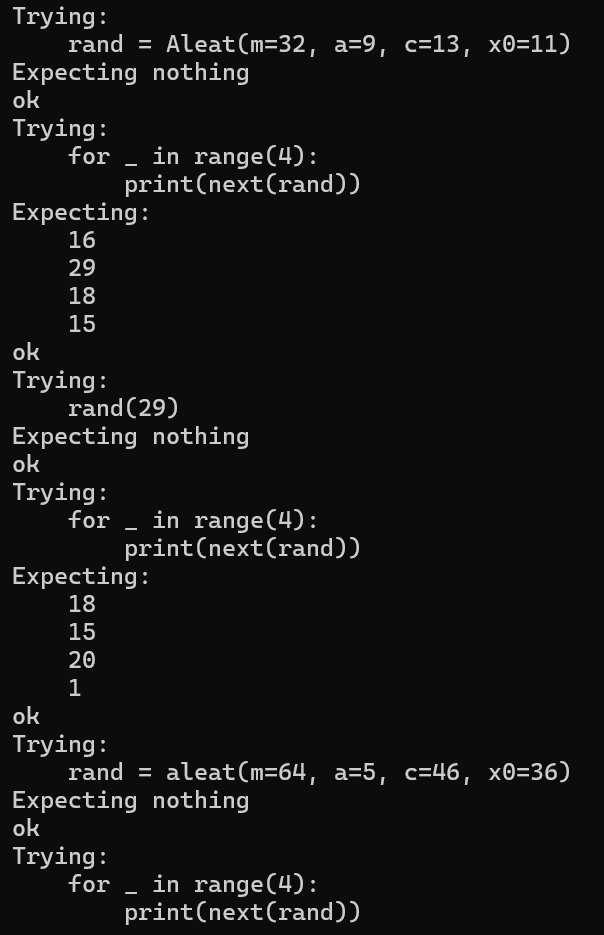 Trying:
    rand = Aleat(m=32, a=9, c=13, x0=11)
Expecting nothing
ok
Trying:
    for _ in range(4):
        print(next(rand))
Expecting:
    16
    29
    18
    15
ok
Trying:
    rand(29)
Expecting nothing
ok
Trying:
    for _ in range(4):
        print(next(rand))
Expecting:
    18
    15
    20
    1
ok
Trying:
    rand = aleat(m=64, a=5, c=46, x0=36)
Expecting nothing
ok
Trying:
    for _ in range(4):
        print(next(rand))